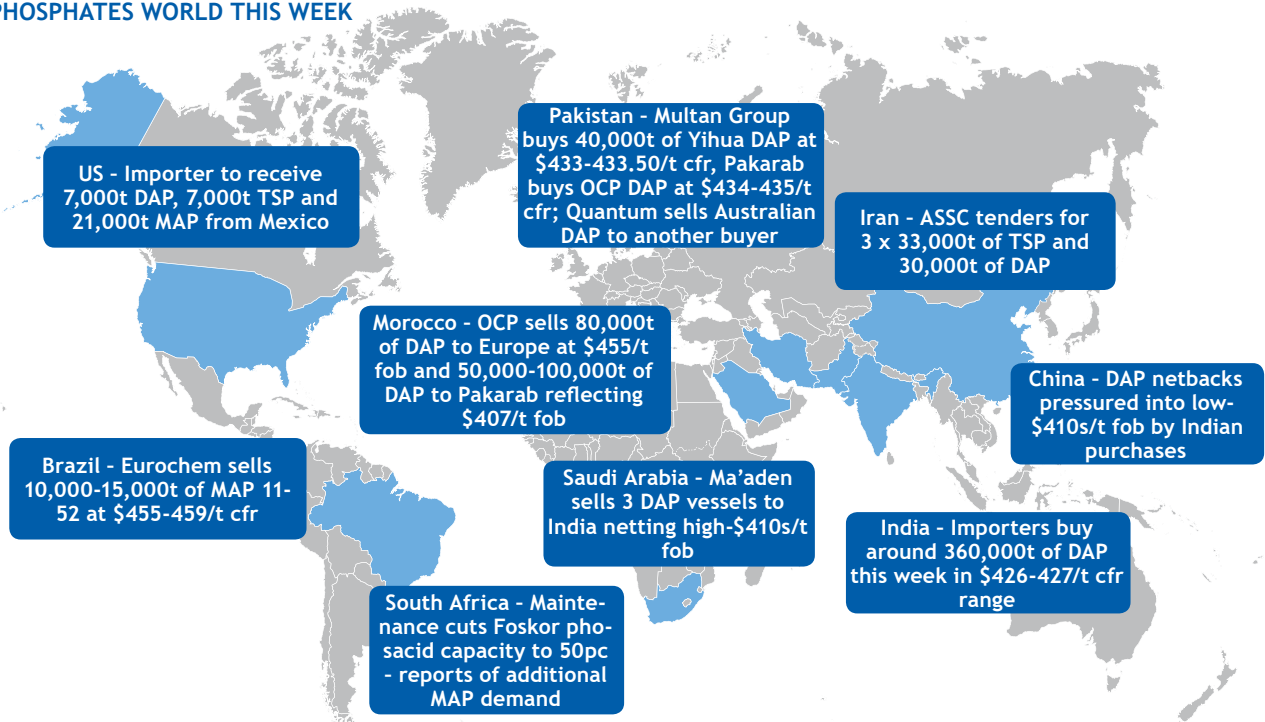 PHOSPHATES WORLD THIS WEEK
Pakistan – Multan Group
buys 40,000t of Yihua DAP at
$433-433.50/t cfr, Pakarab
buys OCP DAP at $434-435/t
cfr; Quantum sells Australian
DAP to another buyer
US – Importer to receive
7,000t DAP, 7,000t TSP and
21,000t MAP from Mexico
Iran – ASSC tenders for
3 x 33,000t of TSP and
30,000t of DAP
Morocco – OCP sells 80,000t
of DAP to Europe at $455/t
fob and 50,000-100,000t of
DAP to Pakarab reflecting
$407/t fob
China – DAP netbacks
pressured into low-
$410s/t fob by Indian
purchases
Brazil – Eurochem sells
10,000-15,000t of MAP 11-
52 at $455-459/t cfr
Saudi Arabia – Ma’aden
sells 3 DAP vessels to
India netting high-$410s/t
fob
India – Importers buy
around 360,000t of DAP
this week in $426-427/t cfr
range
South Africa – Mainte-
nance cuts Foskor pho-
sacid capacity to 50pc
– reports of additional
MAP demand